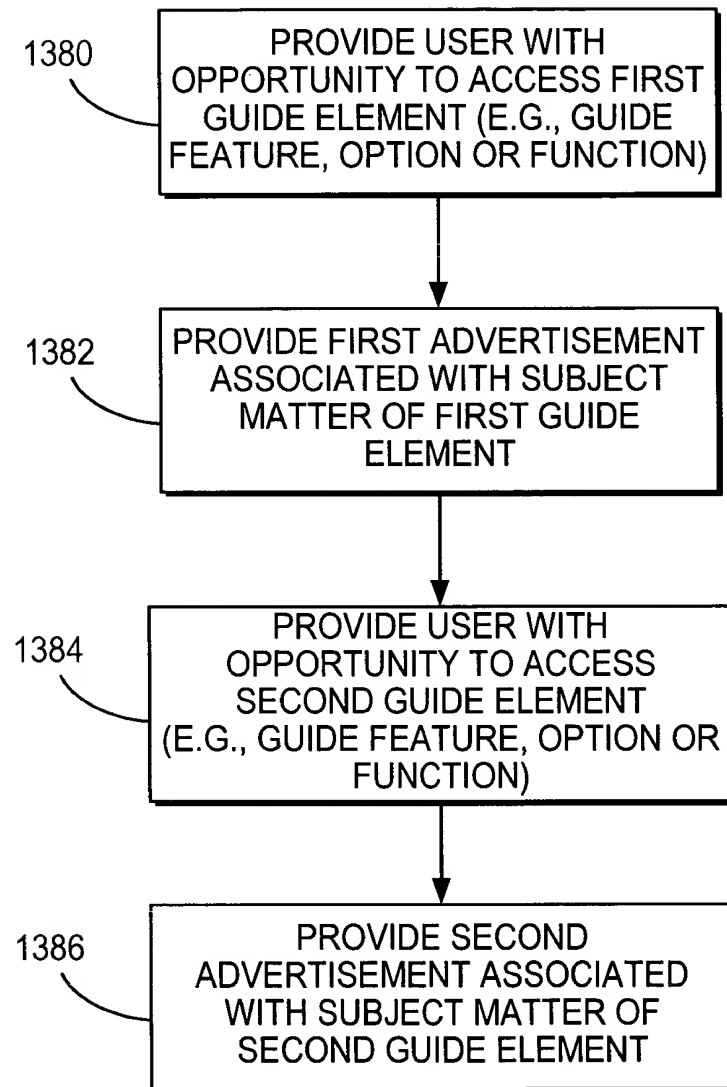 1380
PROVIDE USER WITH
OPPORTUNITY TO ACCESS FIRST
GUIDE ELEMENT (E.G., GUIDE
FEATURE, OPTION OR FUNCTION)
1382
PROVIDE FIRST ADVERTISEMENT
ASSOCIATED WITH SUBJECT
MATTER OF FIRST GUIDE
ELEMENT
1384
PROVIDE USER WITH
OPPORTUNITY TO ACCESS
SECOND GUIDE ELEMENT
(E.G., GUIDE FEATURE, OPTION OR
FUNCTION)
1386
PROVIDE SECOND
ADVERTISEMENT ASSOCIATED
WITH SUBJECT MATTER OF
SECOND GUIDE ELEMENT